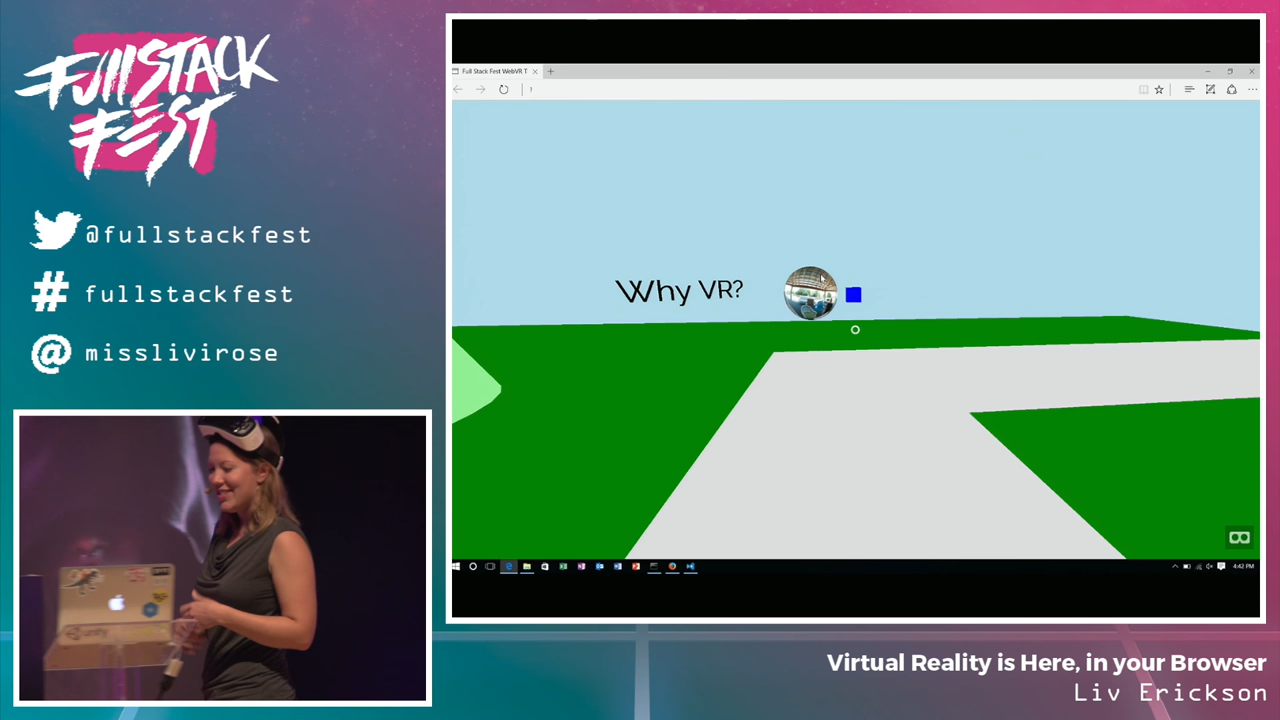 FullStack
Fest
@fullstackfest
# fullstackfest
@ misslivirose
Full Stack Fest WebVR T
Why VR?
4:42 PM
unity
Virtual Reality is Here, in your Browser
Liv Erickson